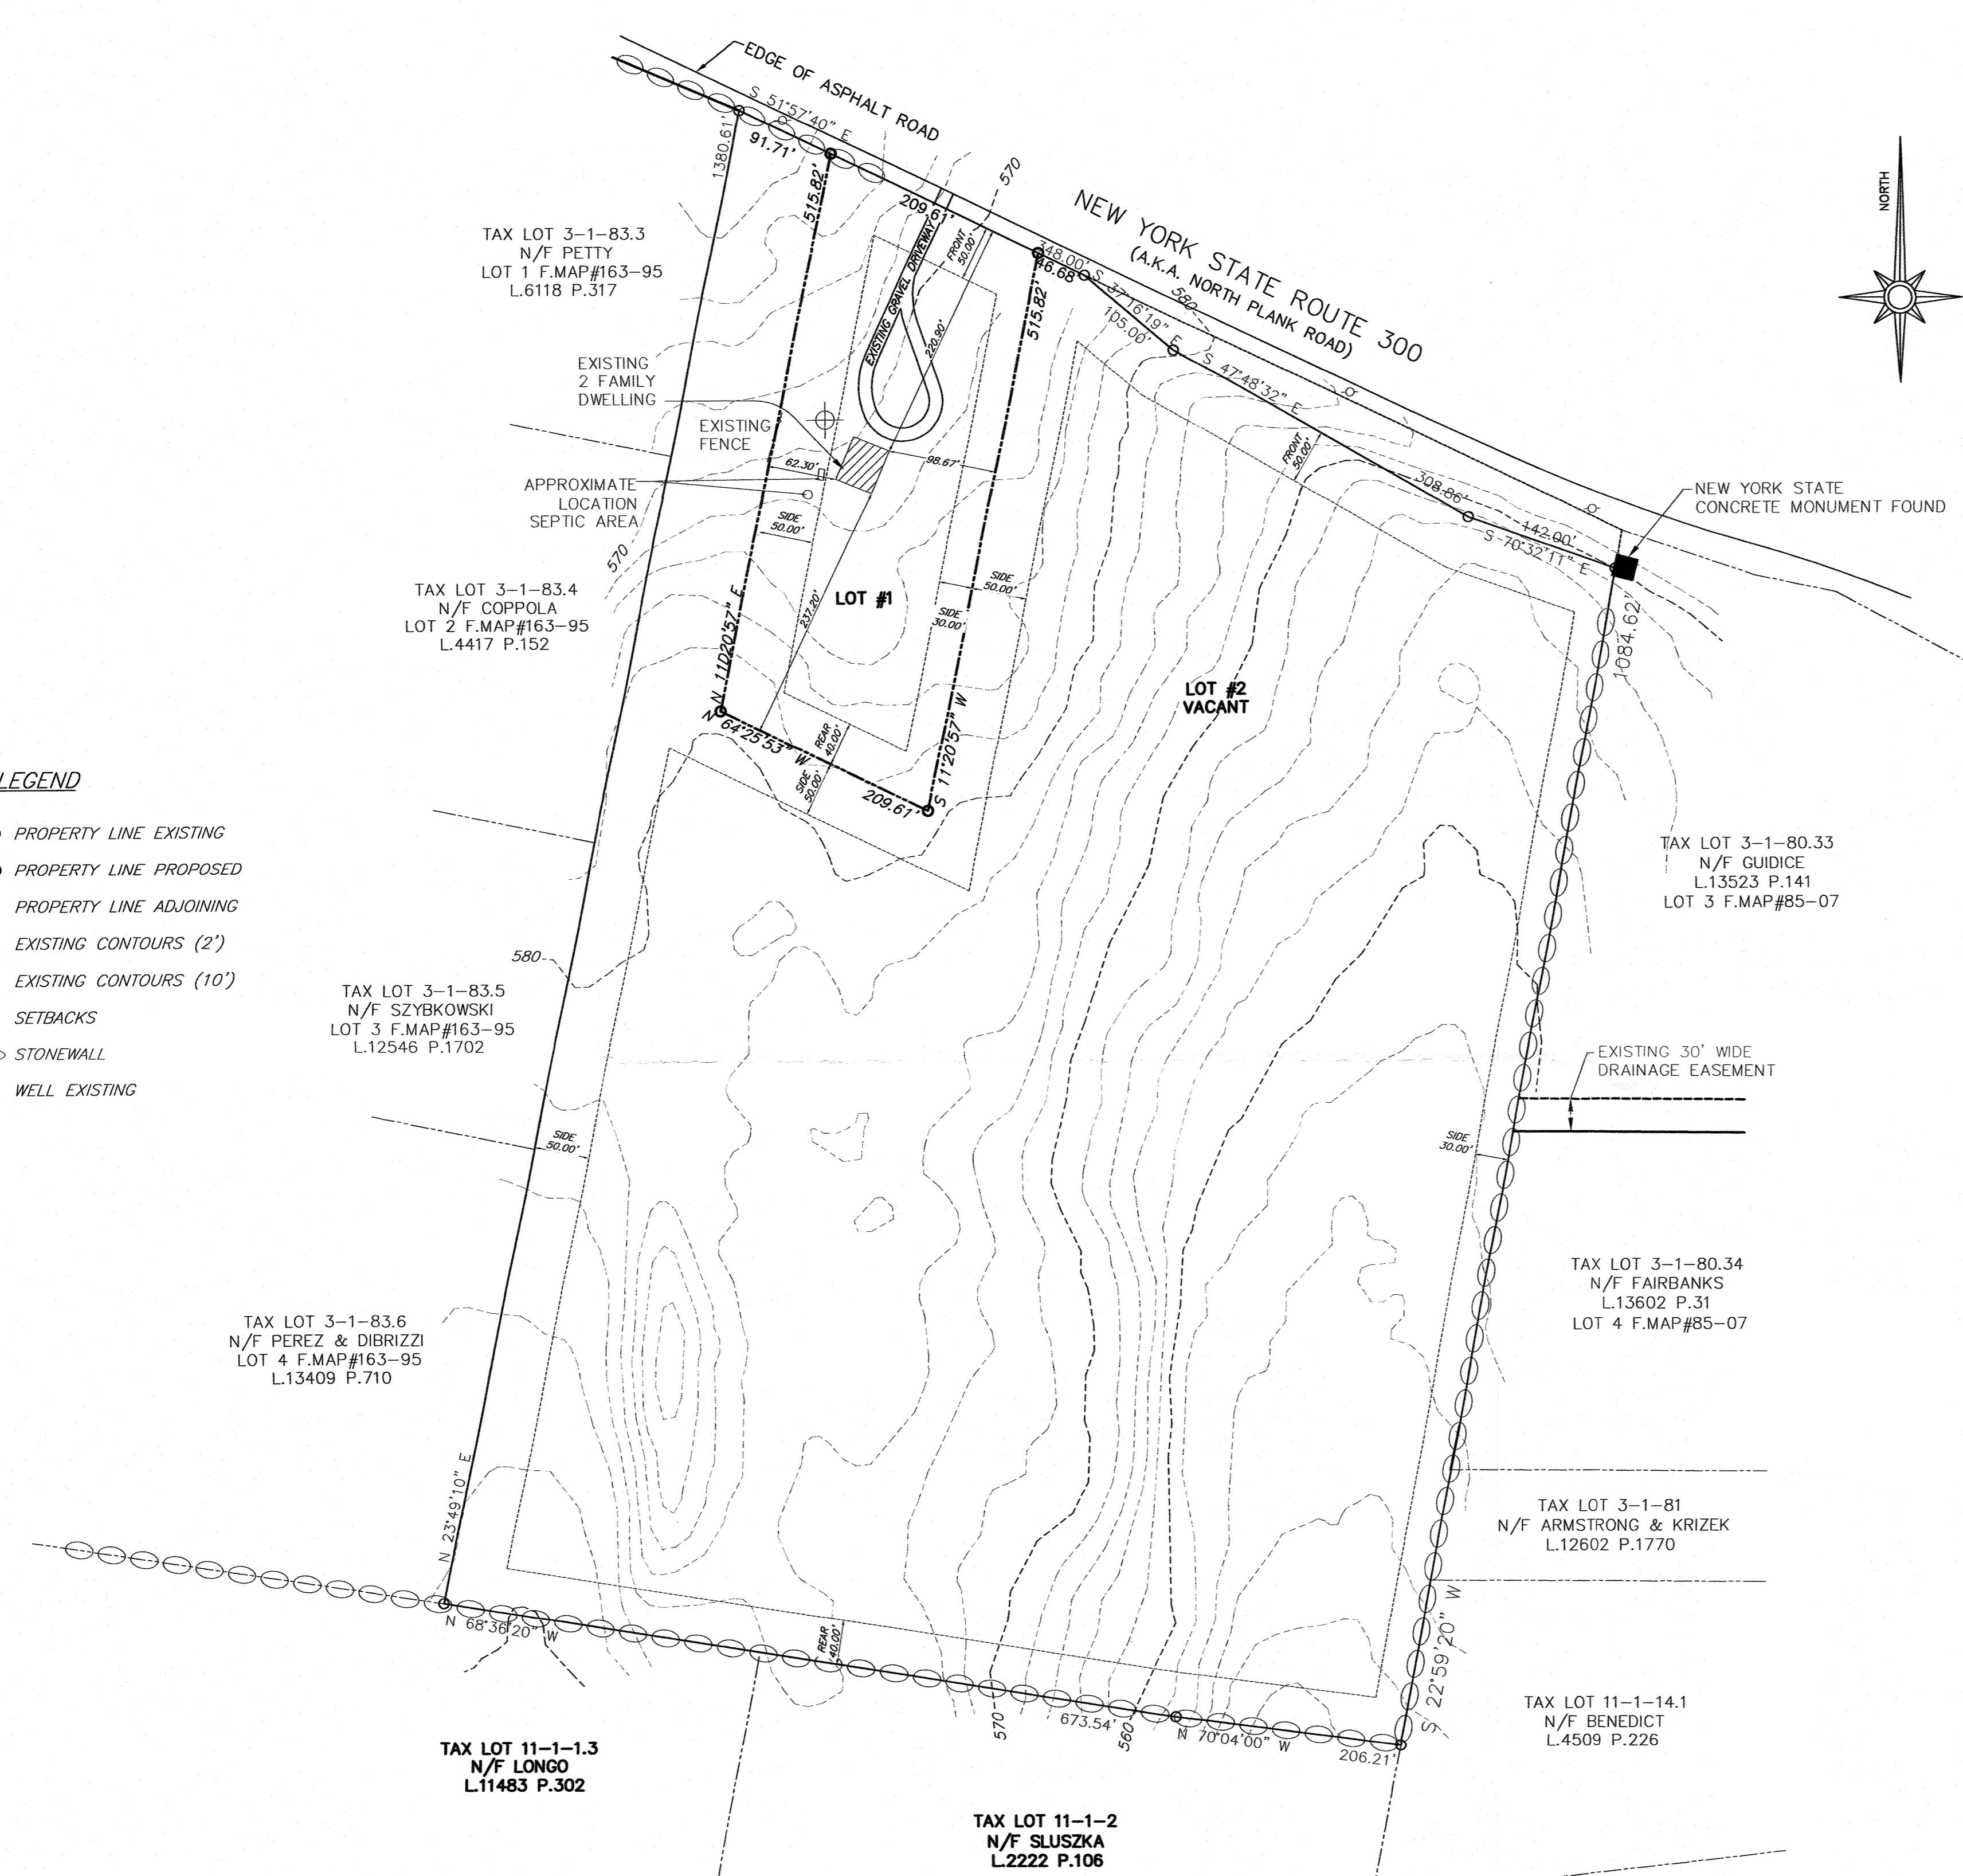 EDGE OF ASPHALT ROAD
S 51°57'40" E
91.71'
1380.61'
515.82'
209.61'
570
NEW YORK STATE ROUTE 300
(A.K.A. NORTH PLANK ROAD)
348.00'
46.68'
S 37°16'19" E
105.00'
580
S 47°48'32" E
308.86'
142.00'
S 70°32'11" E
NORTH
NEW YORK STATE
CONCRETE MONUMENT FOUND
1084.62'
TAX LOT 3-1-83.3
N/F PETTY
LOT 1 F.MAP#163-95
L.6118 P.317
EXISTING GRAVEL DRIVEWAY
FRONT
50.00'
220.90'
515.82'
FRONT
50.00'
EXISTING
2 FAMILY
DWELLING
EXISTING
FENCE
62.30'
98.67'
APPROXIMATE
LOCATION
SEPTIC AREA
SIDE
50.00'
570
SIDE
50.00'
SIDE
30.00'
237.20'
LOT #1
TAX LOT 3-1-83.4
N/F COPPOLA
LOT 2 F.MAP#163-95
L.4417 P.152
N 11D20'57" E
LOT #2
VACANT
N 64°25'53" W
REAR
40.00'
SIDE
50.00'
209.61'
S 11°20'57" W
LEGEND
PROPERTY LINE EXISTING
PROPERTY LINE PROPOSED
PROPERTY LINE ADJOINING
EXISTING CONTOURS (2')
EXISTING CONTOURS (10')
SETBACKS
STONEWALL
WELL EXISTING
TAX LOT 3-1-80.33
N/F GUIDICE
L.13523 P.141
LOT 3 F.MAP#85-07
580
TAX LOT 3-1-83.5
N/F SZYBKOWSKI
LOT 3 F.MAP#163-95
L.12546 P.1702
EXISTING 30' WIDE
DRAINAGE EASEMENT
SIDE
50.00'
SIDE
30.00'
TAX LOT 3-1-80.34
N/F FAIRBANKS
L.13602 P.31
LOT 4 F.MAP#85-07
TAX LOT 3-1-83.6
N/F PEREZ & DIBRIZZI
LOT 4 F.MAP#163-95
L.13409 P.710
N 23°49'10" E
TAX LOT 3-1-81
N/F ARMSTRONG & KRIZEK
L.12602 P.1770
N 68°36'20" W
REAR
40.00'
S 22°59'20" W
570
673.54'
560
N 70°04'00" W
206.21'
TAX LOT 11-1-14.1
N/F BENEDICT
L.4509 P.226
TAX LOT 11-1-1.3
N/F LONGO
L.11483 P.302
TAX LOT 11-1-2
N/F SLUSZKA
L.2222 P.106